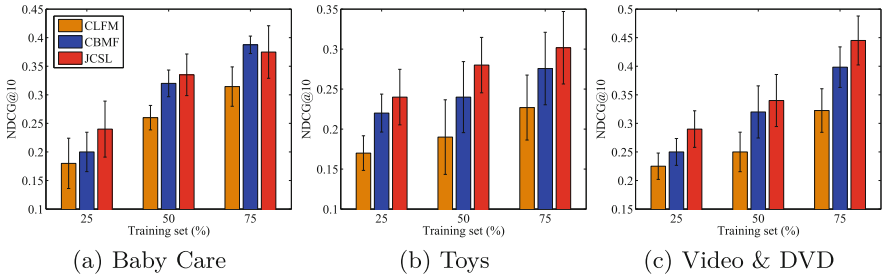 0.45
0.4
0.35
0.3
0.25
0.2
0.15
0.1
NDCG@10
CLFM
CBMF
JCSL
25 50 75
Training set (%)
(a) Baby Care
0.35
0.3
0.25
0.2
0.15
0.1
NDCG@10
25 50 75
Training set (%)
(b) Toys
0.5
0.45
0.4
0.35
0.3
0.25
0.2
0.15
NDCG@10
25 50 75
Training set (%)
(c) Video & DVD